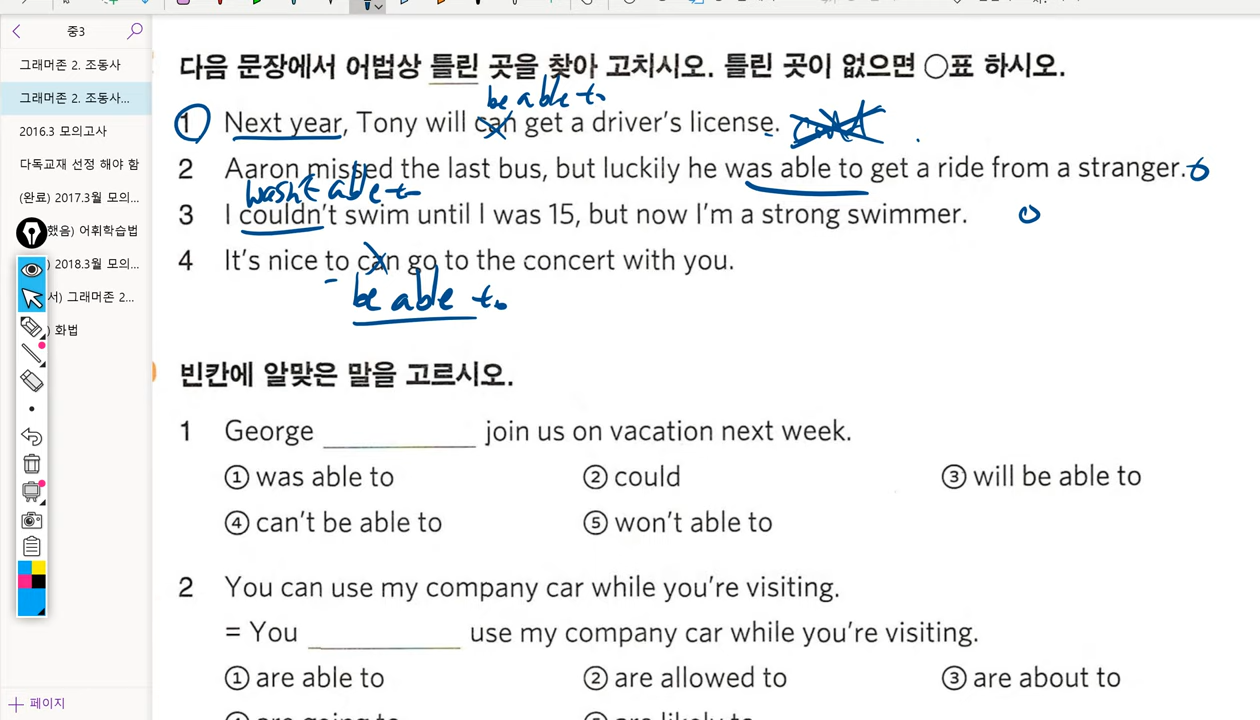 중3
그래머존 2. 조동사
그래머존 2. 조동사...
2016.3 모의고사
다독교재 선정 해야 함
(완료) 2017.3월 모의...
했음) 어휘학습법
) 2018.3월 모의...
서) 그래머존 2...
) 화법
페이지
다음 문장에서 어법상 틀린 곳을 찾아 고치시오. 틀린 곳이 없으면 ○표 하시오.
be able to
1 Next year, Tony will can get a driver's license.
2 Aaron missed the last bus, but luckily he was able to get a ride from a stranger. o
wasn't able to
3 I couldn't swim until I was 15, but now I'm a strong swimmer. o
4 It's nice to can go to the concert with you.
be able to
빈칸에 알맞은 말을 고르시오.
1 George ____________ join us on vacation next week.
① was able to ② could ③ will be able to
④ can't be able to ⑤ won't able to
2 You can use my company car while you're visiting.
= You ____________ use my company car while you're visiting.
① are able to ② are allowed to ③ are about to
④ are going to ⑤ are likely to